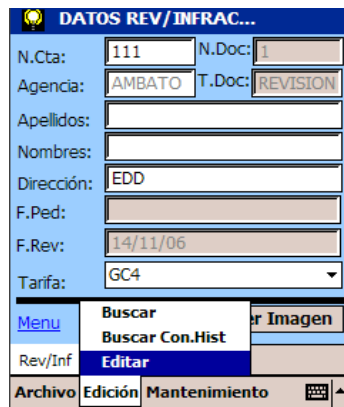 DATOS REV/INFRAC...
N.Cta: 111 N.Doc: 1
Agencia: AMBATO T.Doc: REVISION
Apellidos:
Nombres:
Dirección: EDD
F.Ped:
F.Rev: 14/11/06
Tarifa: GC4
Menu Buscar er Imagen
Buscar Con.Hist
Rev/Inf Editar
Archivo Edición Mantenimiento